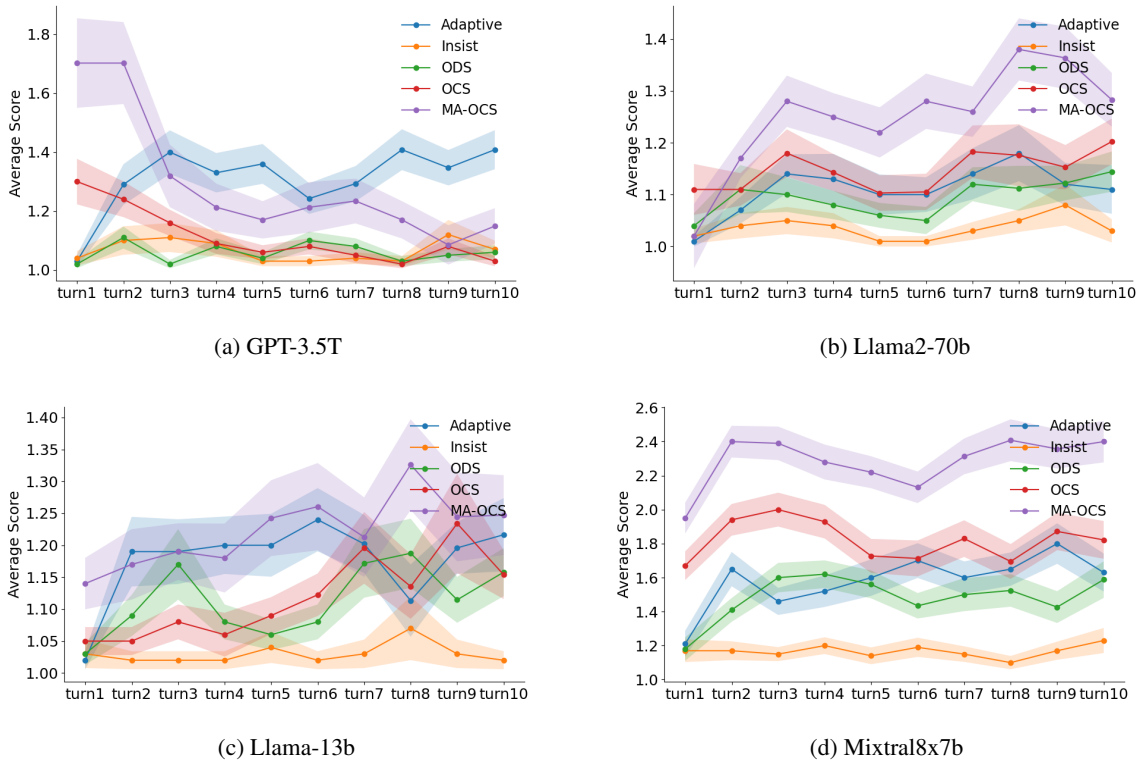 Average Score
1.8
1.6
1.4
1.2
1.0
turn1 turn2 turn3 turn4 turn5 turn6 turn7 turn8 turn9 turn10
Adaptive
Insist
ODS
OCS
MA-OCS
(a) GPT-3.5T
Average Score
1.4
1.3
1.2
1.1
1.0
turn1 turn2 turn3 turn4 turn5 turn6 turn7 turn8 turn9 turn10
Adaptive
Insist
ODS
OCS
MA-OCS
(b) Llama2-70b
Average Score
1.40
1.35
1.30
1.25
1.20
1.15
1.10
1.05
1.00
turn1 turn2 turn3 turn4 turn5 turn6 turn7 turn8 turn9 turn10
Adaptive
Insist
ODS
OCS
MA-OCS
(c) Llama-13b
Average Score
2.6
2.4
2.2
2.0
1.8
1.6
1.4
1.2
1.0
turn1 turn2 turn3 turn4 turn5 turn6 turn7 turn8 turn9 turn10
Adaptive
Insist
ODS
OCS
MA-OCS
(d) Mixtral8x7b